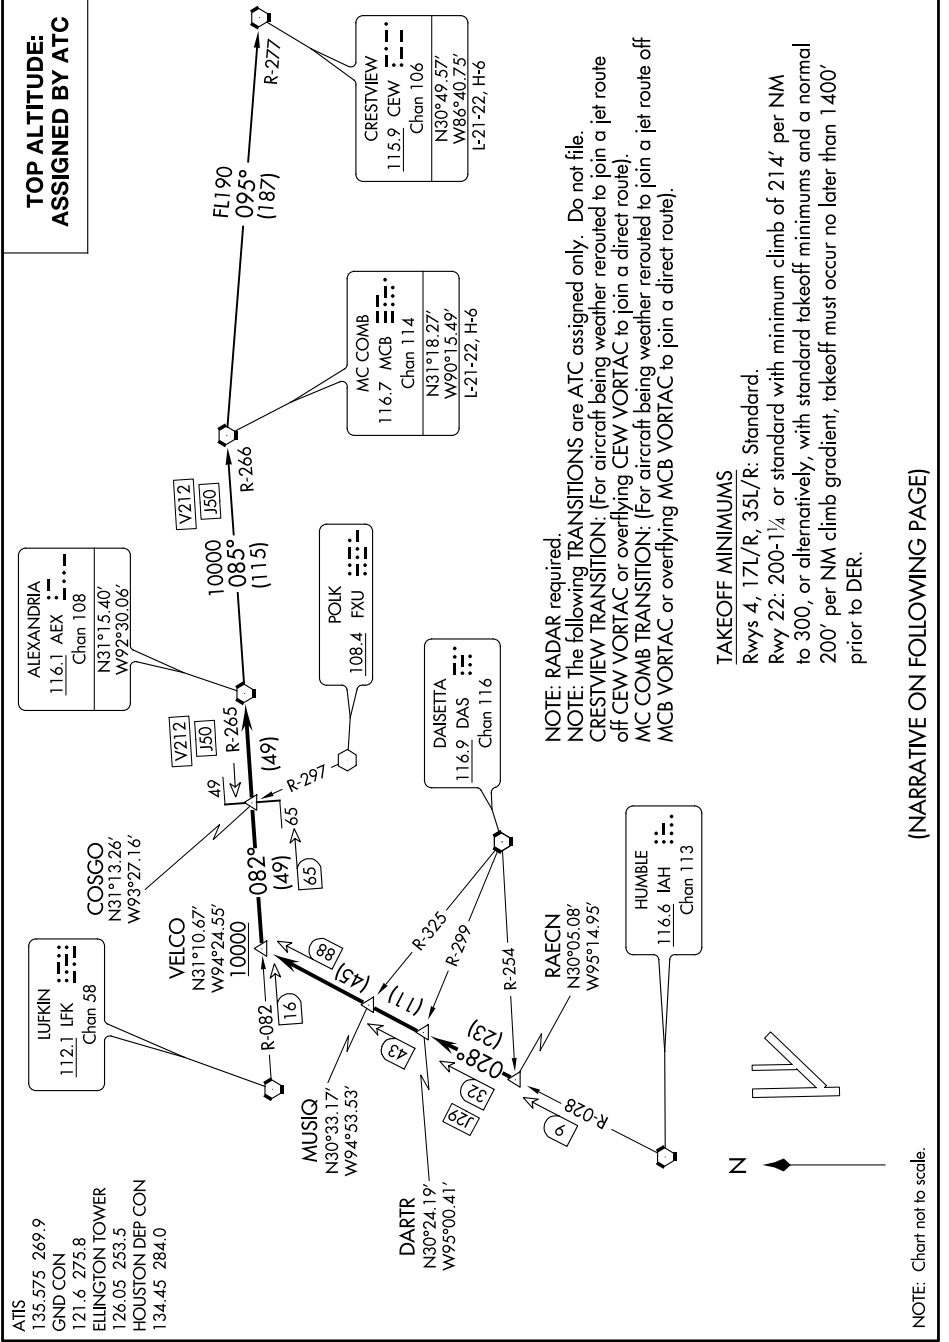 TOP ALTITUDE:
ASSIGNED BY ATC
ATIS
135.575 269.9
GND CON
121.6 275.8
ELLINGTON TOWER
126.05 253.5
HOUSTON DEP CON
134.45 284.0
LUFKIN
112.1 LFK
Chan 58
R-082
16
VELCO
N31°10.67′
W94°24.55′
10000
COSGO
N31°13.26′
W93°27.16′
082°
(49)
65
65
49
R-265
(49)
V212
J50
ALEXANDRIA
116.1 AEX
Chan 108
N31°15.40′
W92°30.06′
10000
085°
(115)
V212
J50
R-266
MC COMB
116.7 MCB
Chan 114
N31°18.27′
W90°15.49′
L-21-22, H-6
FL190
095°
(187)
R-277
CRESTVIEW
115.9 CEW
Chan 106
N30°49.57′
W86°40.75′
L-21-22, H-6
POLK
108.4 FXU
R-297
DAISETTA
116.9 DAS
Chan 116
R-325
R-299
R-254
MUSIQ
N30°33.17′
W94°53.53′
88
(45)
(11)
43
DARTR
N30°24.19′
W95°00.41′
(23)
028°
32
J29
RAECN
N30°05.08′
W95°14.95′
9
R-028
HUMBLE
116.6 IAH
Chan 113
N
NOTE: RADAR required.
NOTE: The following TRANSITIONS are ATC assigned only. Do not file.
CRESTVIEW TRANSITION: (For aircraft being weather rerouted to join a jet route
off CEW VORTAC or overflying CEW VORTAC to join a direct route).
MC COMB TRANSITION: (For aircraft being weather rerouted to join a jet route off
MCB VORTAC or overflying MCB VORTAC to join a direct route).
TAKEOFF MINIMUMS
Rwys 4, 17L/R, 35L/R: Standard.
Rwy 22: 200-1¼ or standard with minimum climb of 214′ per NM
to 300, or alternatively, with standard takeoff minimums and a normal
200′ per NM climb gradient, takeoff must occur no later than 1400′
prior to DER.
(NARRATIVE ON FOLLOWING PAGE)
NOTE: Chart not to scale.